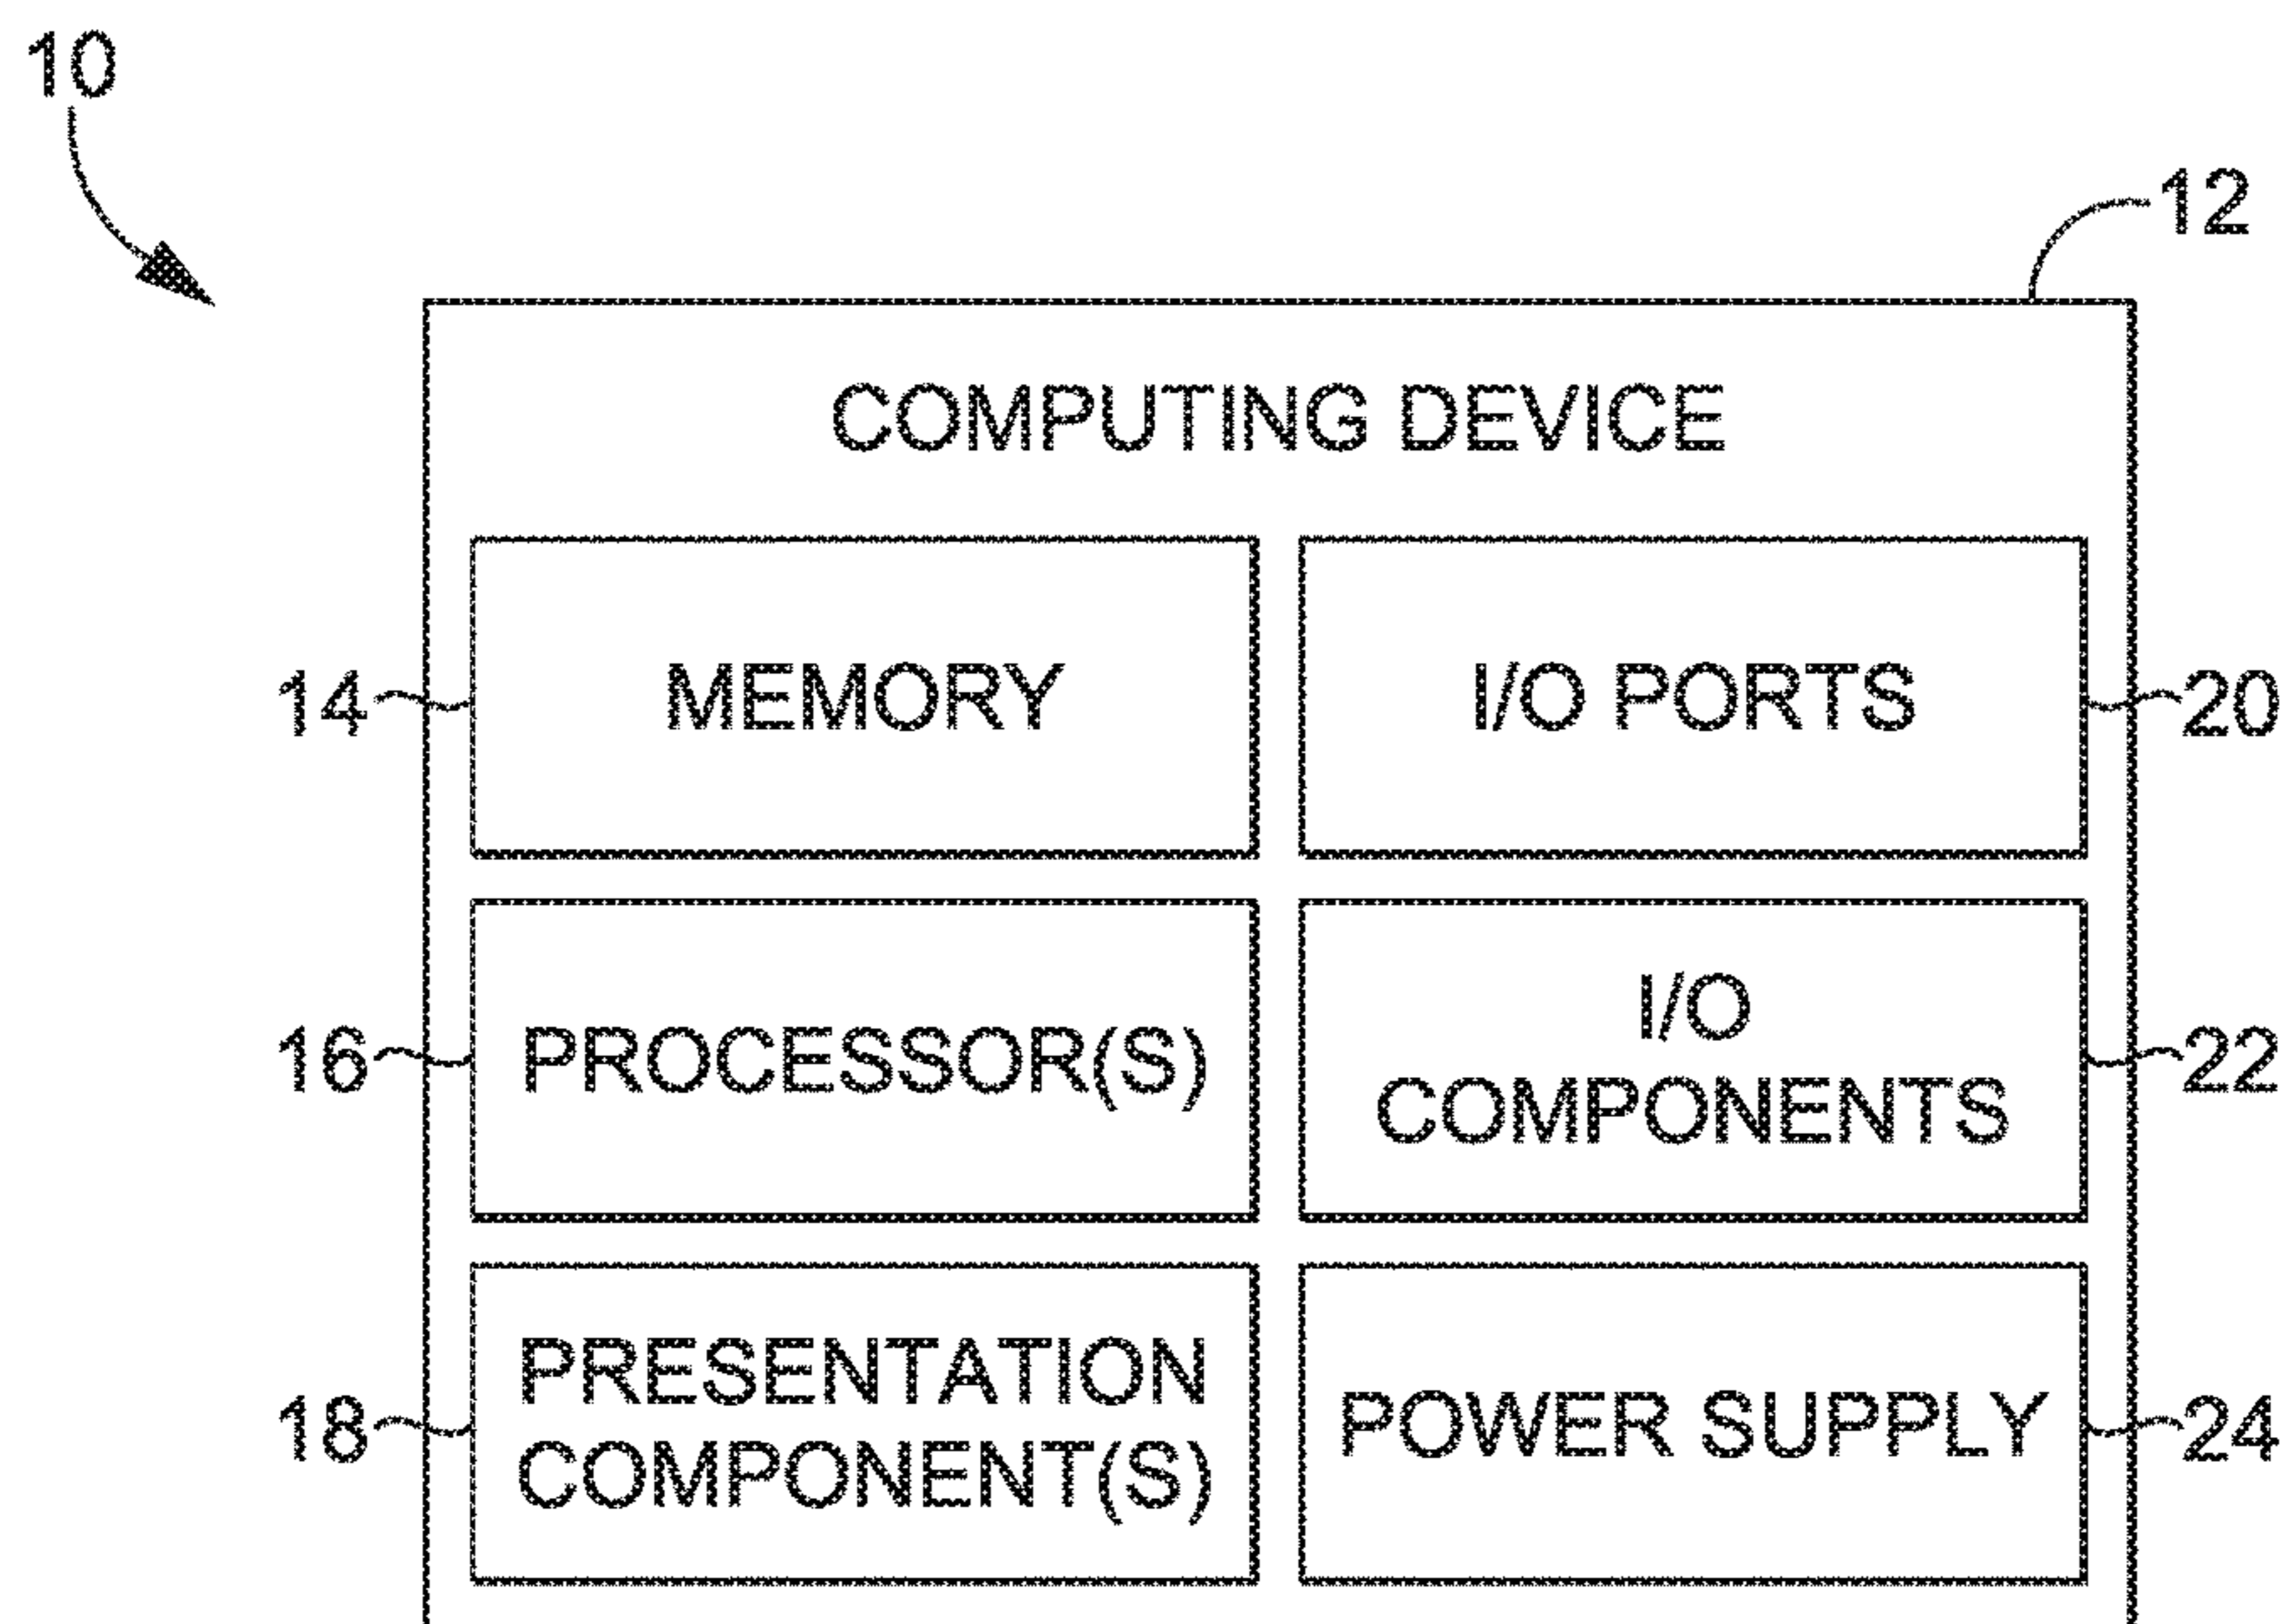 10
12
COMPUTING DEVICE
14
MEMORY
I/O PORTS
20
16
PROCESSOR(S)
I/O
COMPONENTS
22
18
PRESENTATION
COMPONENT(S)
POWER SUPPLY
24